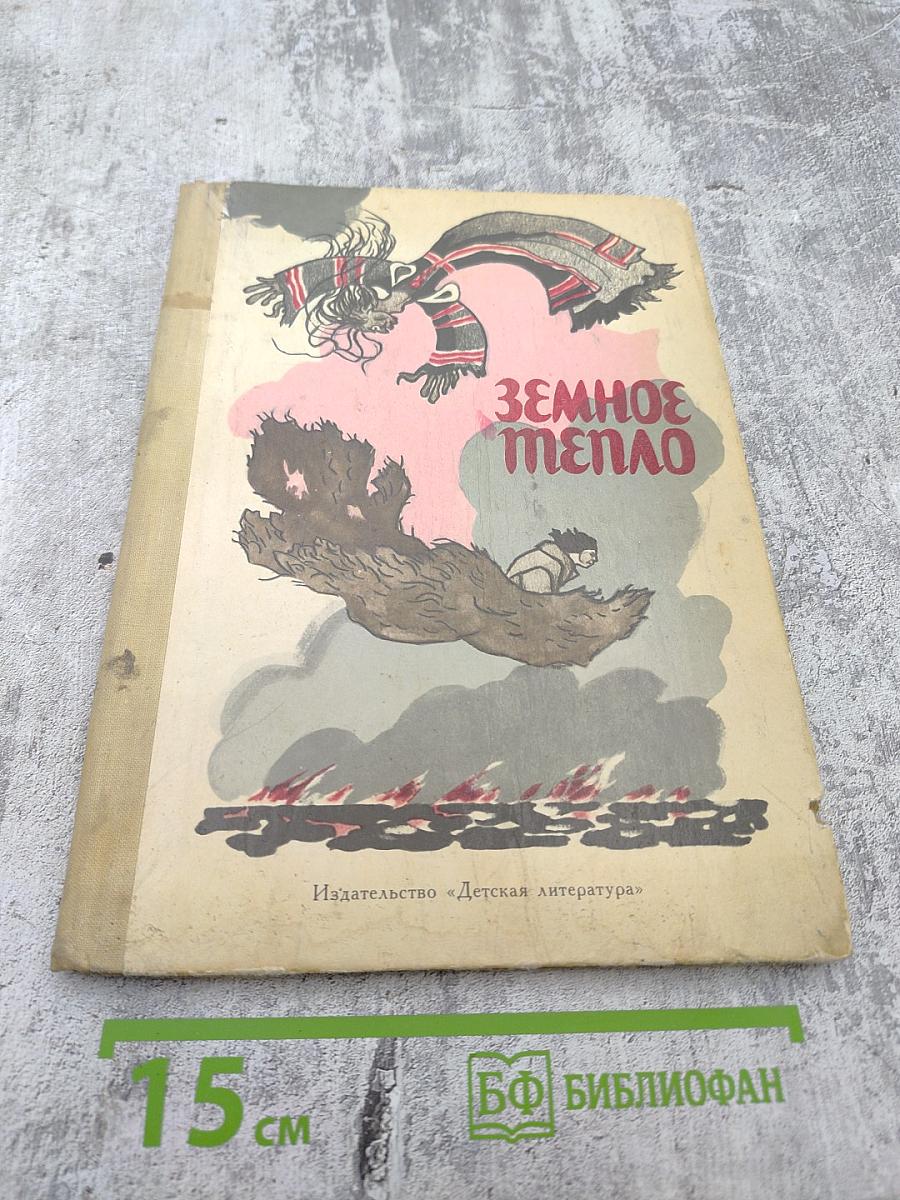 ЗЕМНОЕ
ТЕПЛО
Издательство «Детская литература»
15 см
БФ БИБЛИОФАН